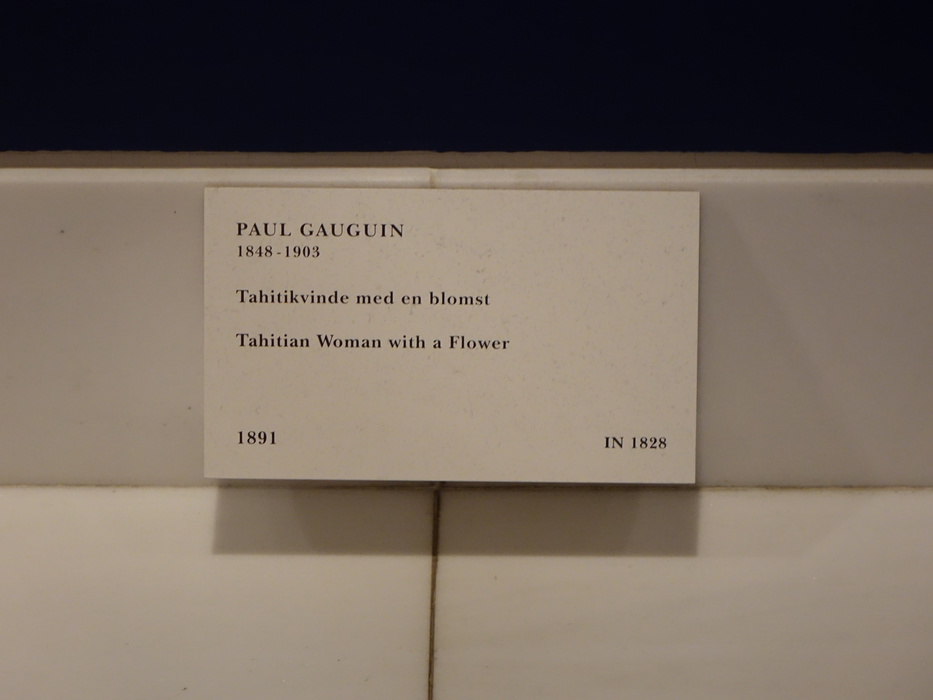 PAUL GAUGUIN
1848-1903
Tahitikvinde med en blomst
Tahitian Woman with a Flower
1891 IN 1828